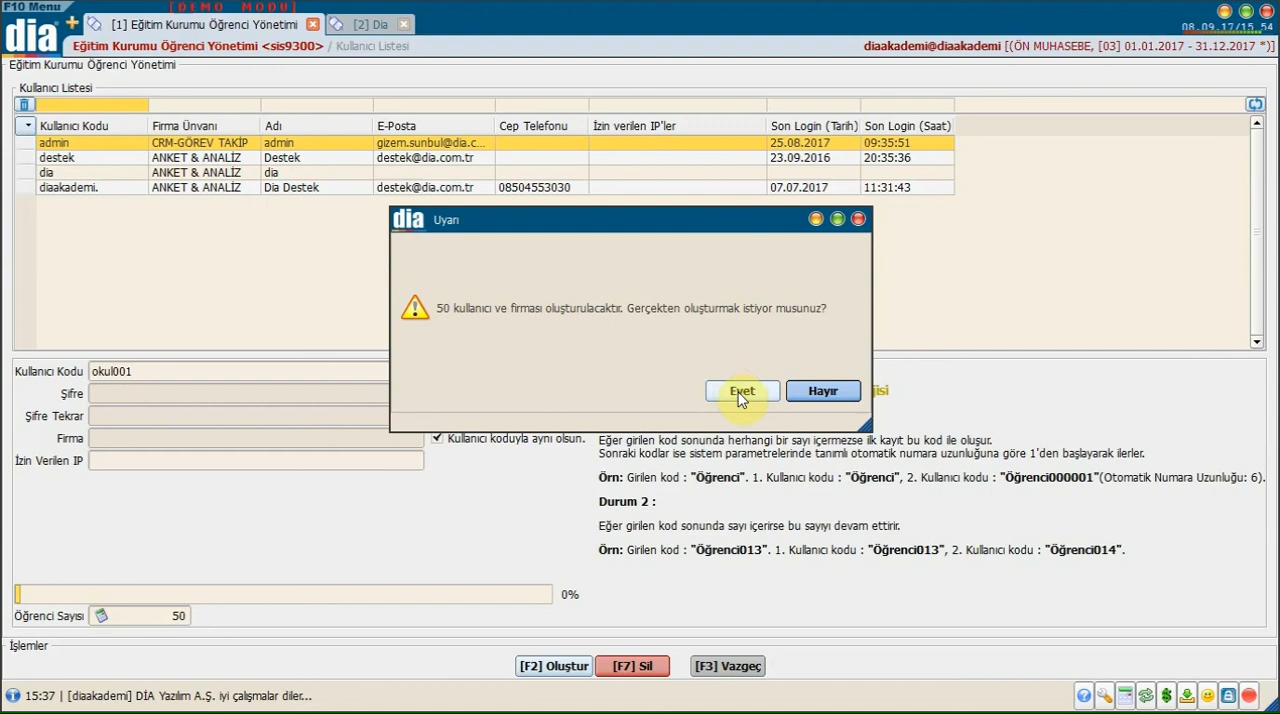 F10 Menu
[DEMO MODU]
dia
[1] Eğitim Kurumu Öğrenci Yönetimi
[2] Dia
08.09.17/15 54
Eğitim Kurumu Öğrenci Yönetimi <sis9300> / Kullanıcı Listesi
diaakademi@diaakademi [(ÖN MUHASEBE, [03] 01.01.2017 - 31.12.2017 *)]
Eğitim Kurumu Öğrenci Yönetimi
Kullanıcı Listesi
Kullanıcı Kodu Firma Ünvanı Adı E-Posta Cep Telefonu İzin verilen IP'ler Son Login (Tarih) Son Login (Saat)
admin CRM-GÖREV TAKİP admin gizem.sunbul@dia.c... 25.08.2017 09:35:51
destek ANKET & ANALİZ Destek destek@dia.com.tr 23.09.2016 20:35:36
dia ANKET & ANALİZ dia
diaakademi. ANKET & ANALİZ Dia Destek destek@dia.com.tr 08504553030 07.07.2017 11:31:43
dia Uyarı
50 kullanıcı ve firması oluşturulacaktır. Gerçekten oluşturmak istiyor musunuz?
Evet Hayır
Kullanıcı Kodu okul001
Şifre
Şifre Tekrar
Firma
Kullanıcı koduyla aynı olsun.
İzin Verilen IP
Eğer girilen kod sonunda herhangi bir sayı içermezse ilk kayıt bu kod ile oluşur.
Sonraki kodlar ise sistem parametrelerinde tanımlı otomatik numara uzunluğuna göre 1'den başlayarak ilerler.
Örn: Girilen kod : "Öğrenci". 1. Kullanıcı kodu : "Öğrenci", 2. Kullanıcı kodu : "Öğrenci000001"(Otomatik Numara Uzunluğu: 6).
Durum 2 :
Eğer girilen kod sonunda sayı içerirse bu sayıyı devam ettirir.
Örn: Girilen kod : "Öğrenci013". 1. Kullanıcı kodu : "Öğrenci013", 2. Kullanıcı kodu : "Öğrenci014".
0%
Öğrenci Sayısı 50
İşlemler
[F2] Oluştur [F7] Sil [F3] Vazgeç
15:37 | [diaakademi] DİA Yazılım A.Ş. iyi çalışmalar diler...